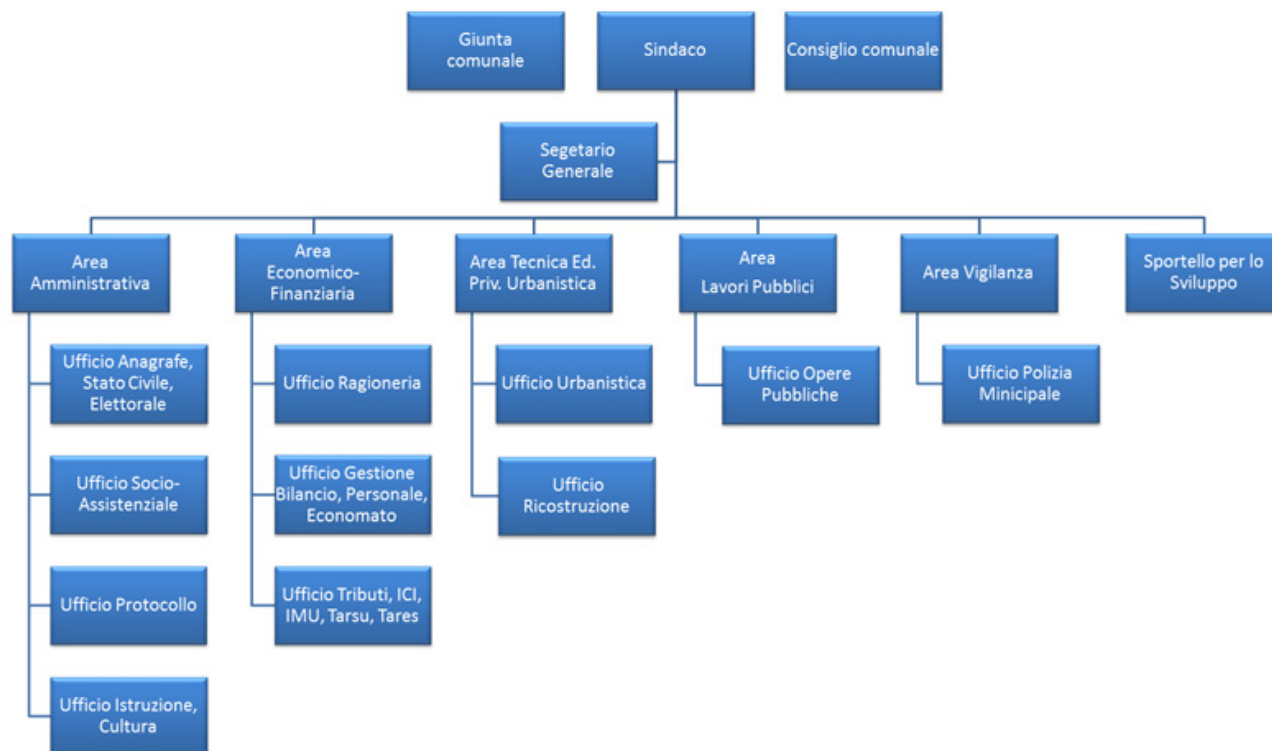 Giunta
comunale
Sindaco
Consiglio comunale
Segetario
Generale
Area
Amministrativa
Area
Economico-
Finanziaria
Area Tecnica Ed.
Priv. Urbanistica
Area
Lavori Pubblici
Area Vigilanza
Sportello per lo
Sviluppo
Ufficio Anagrafe,
Stato Civile,
Elettorale
Ufficio Socio-
Assistenziale
Ufficio Protocollo
Ufficio Istruzione,
Cultura
Ufficio Ragioneria
Ufficio Gestione
Bilancio, Personale,
Economato
Ufficio Tributi, ICI,
IMU, Tarsu, Tares
Ufficio Urbanistica
Ufficio
Ricostruzione
Ufficio Opere
Pubbliche
Ufficio Polizia
Minicipale